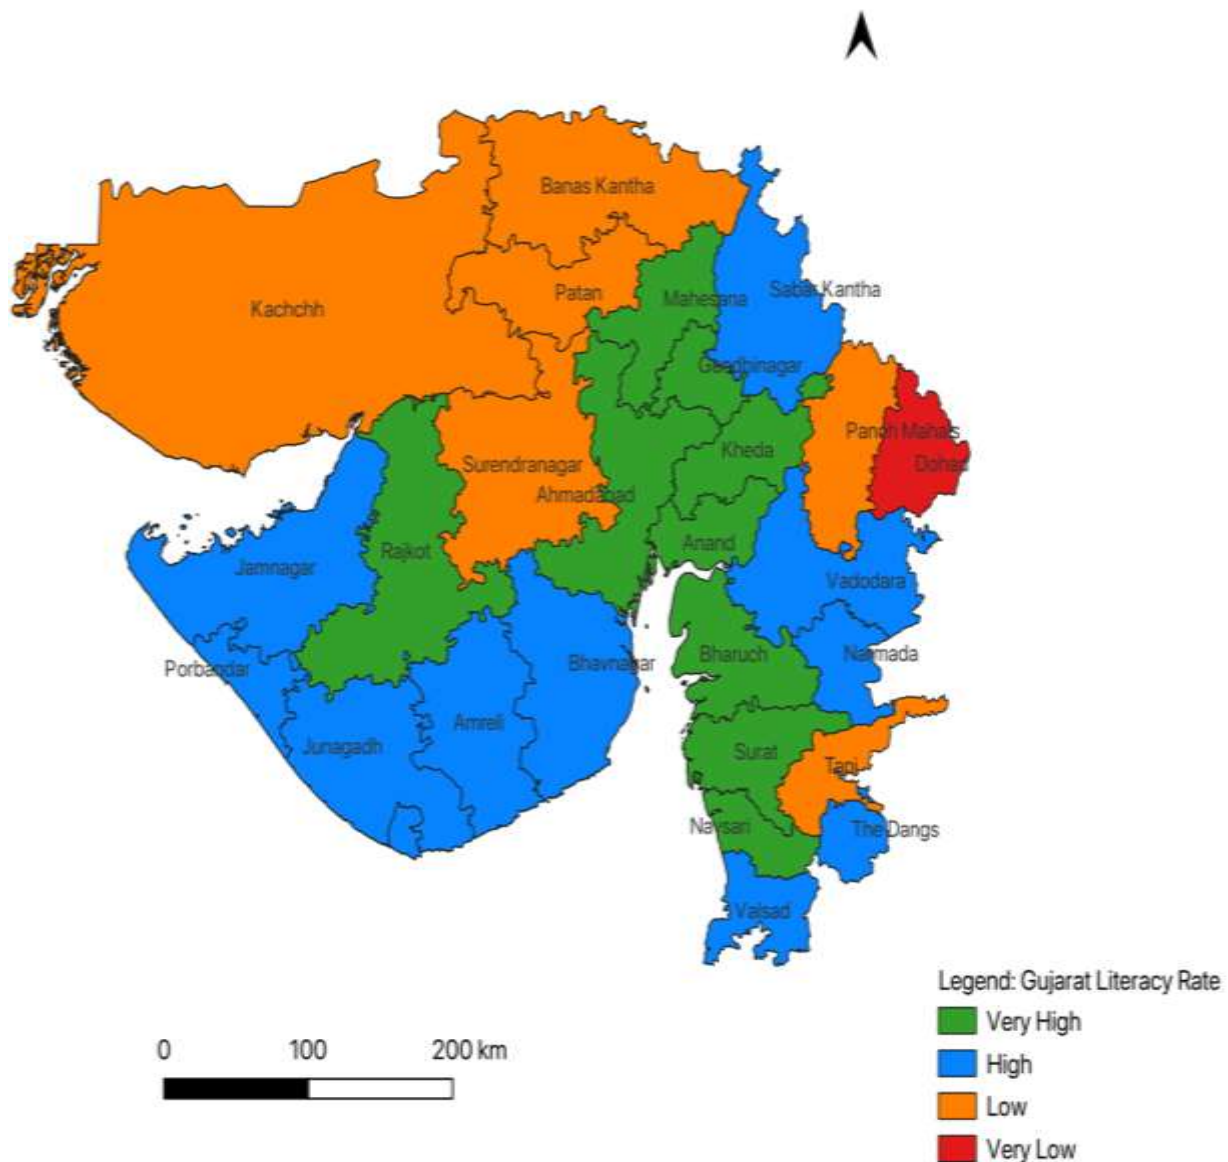 Banas Kantha
Patan
Mahesana
Sabar Kantha
Kachchh
Gandhinagar
Panch Mahals
Kheda
Surendranagar
Dohad
Ahmadabad
Anand
Rajkot
Jamnagar
Vadodara
Narmada
Bharuch
Bhavnagar
Porbandar
Amreli
Junagadh
Surat
Tapi
Navsari
The Dangs
Valsad
Legend: Gujarat Literacy Rate
Very High
High
Low
Very Low
0 100 200 km